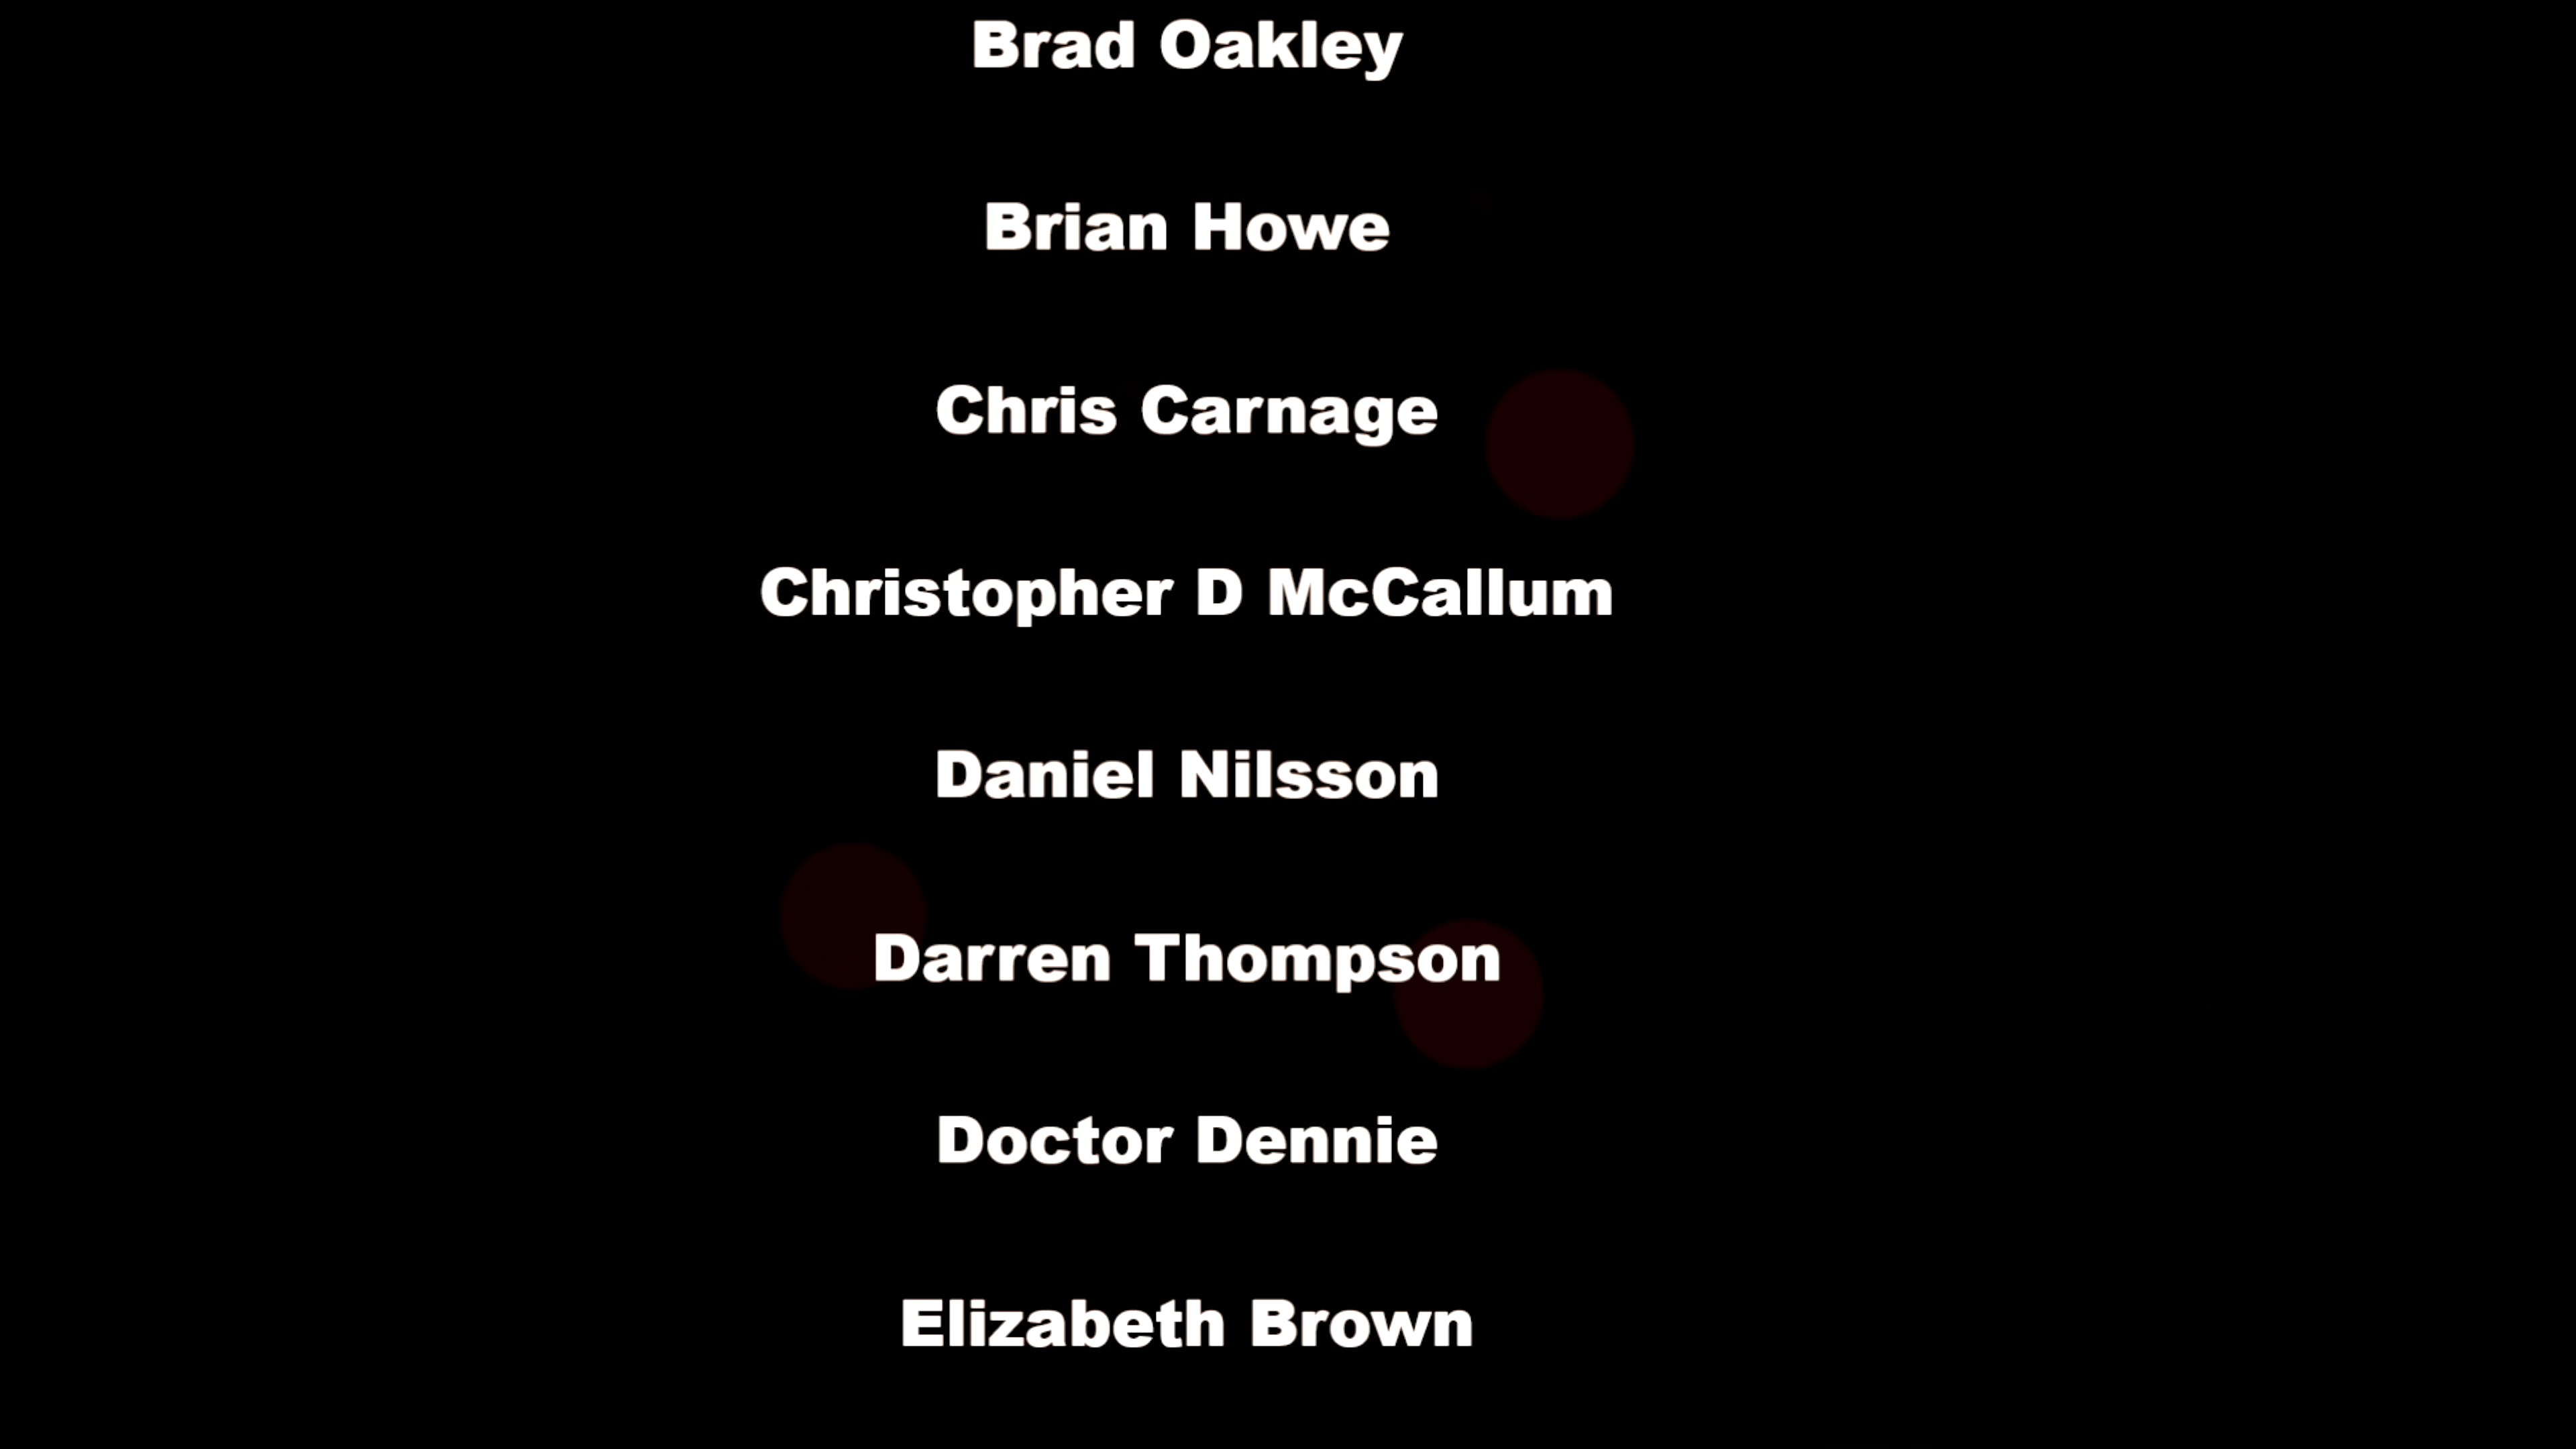 Brad Oakley
Brian Howe
Chris Carnage
Christopher D McCallum
Daniel Nilsson
Darren Thompson
Doctor Dennie
Elizabeth Brown